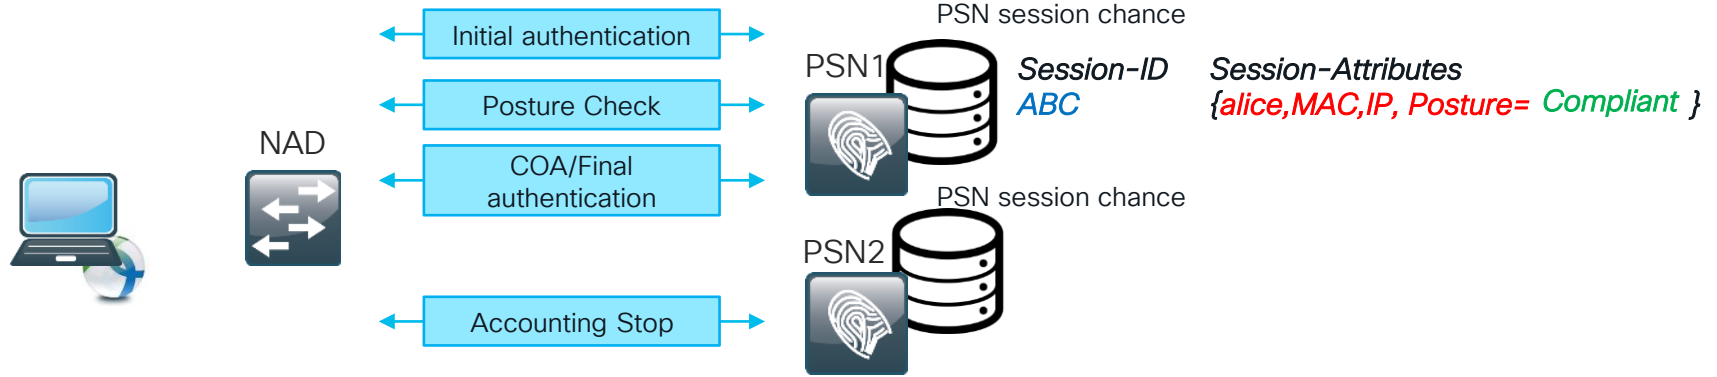 PSN session chance
Initial authentication
PSN1
Session-ID Session-Attributes
ABC {alice,MAC,IP, Posture= Compliant }
Posture Check
NAD
COA/Final
authentication
PSN session chance
PSN2
Accounting Stop